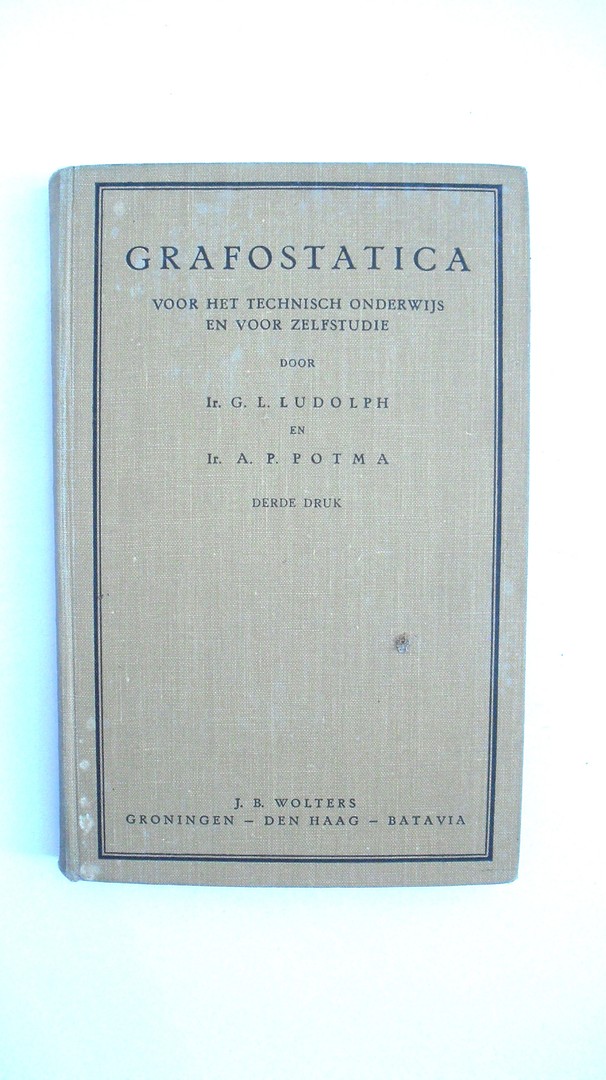 GRAFOSTATICA
VOOR HET TECHNISCH ONDERWIJS
EN VOOR ZELFSTUDIE
DOOR
Ir. G. L. LUDOLPH
EN
Ir. A. P. POTMA
DERDE DRUK
J. B. WOLTERS
GRONINGEN – DEN HAAG – BATAVIA